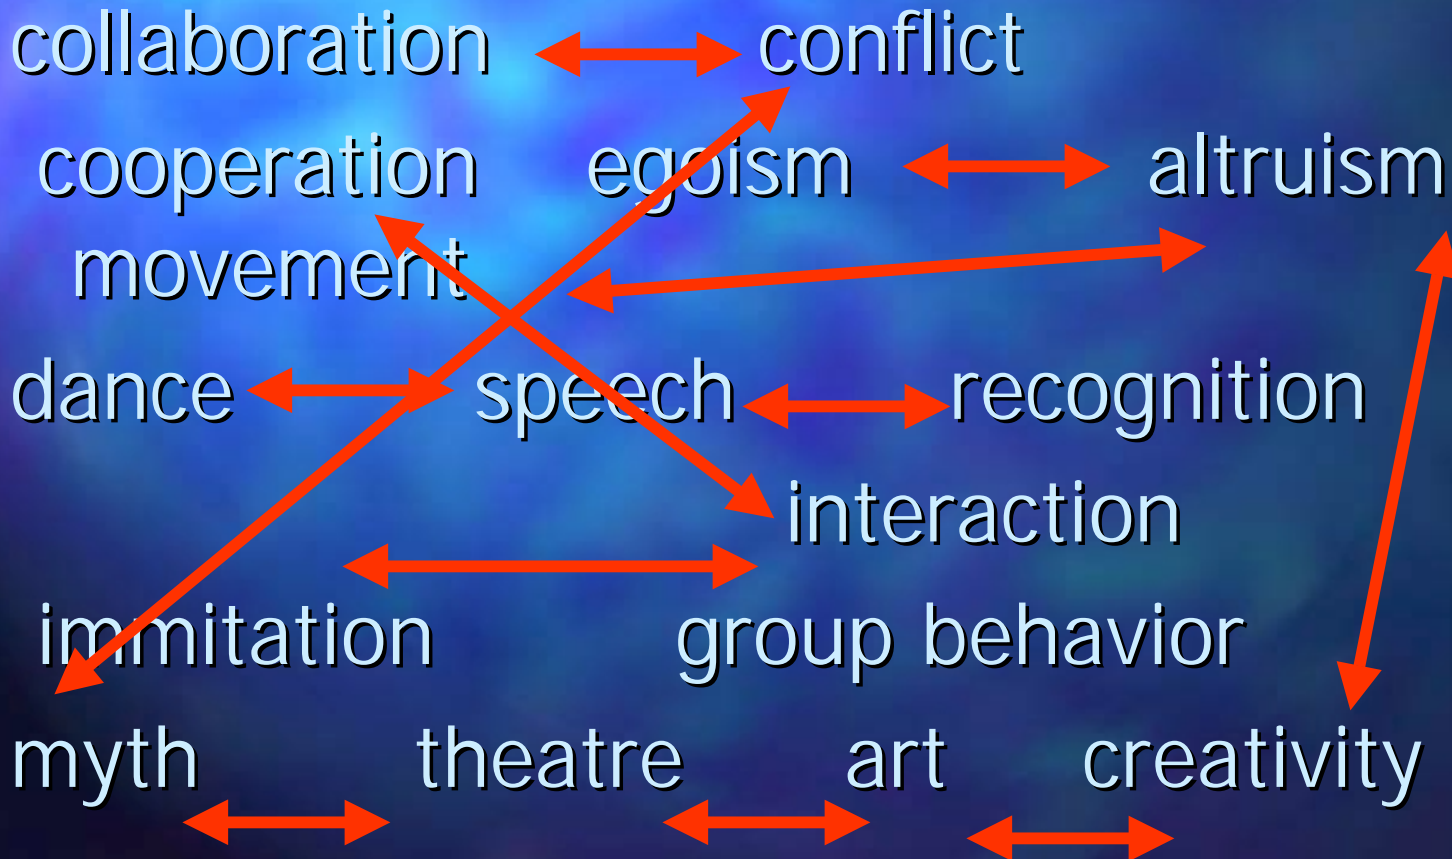 collaboration conflict
cooperation egoism altruism
movement
dance speech recognition
interaction
immitation group behavior
myth theatre art creativity